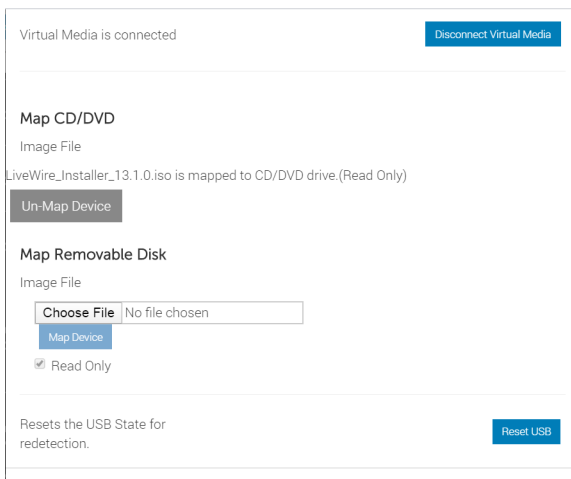 Virtual Media is connected
Disconnect Virtual Media
Map CD/DVD
Image File
LiveWire_Installer_13.1.0.iso is mapped to CD/DVD drive.(Read Only)
Un-Map Device
Map Removable Disk
Image File
Choose File No file chosen
Map Device
Read Only
Resets the USB State for
redetection.
Reset USB